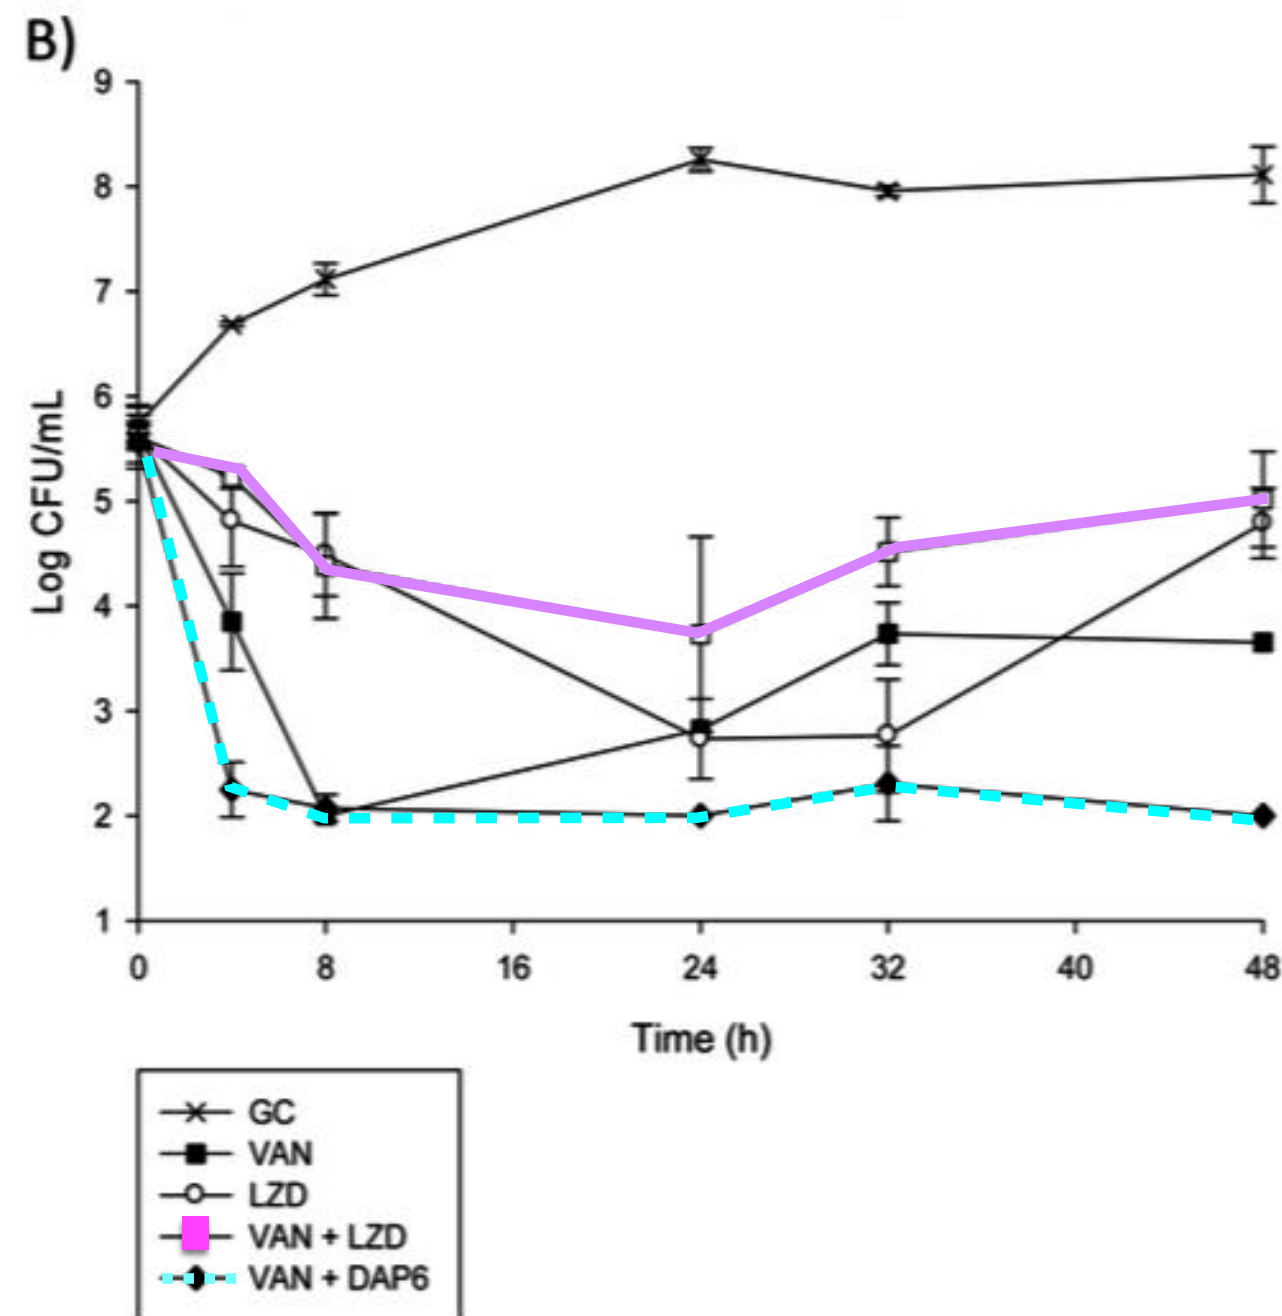 B)
9
8
7
6
5
4
3
2
1
Log CFU/mL
0 8 16 24 32 40 48
Time (h)
GC
VAN
LZD
VAN + LZD
VAN + DAP6